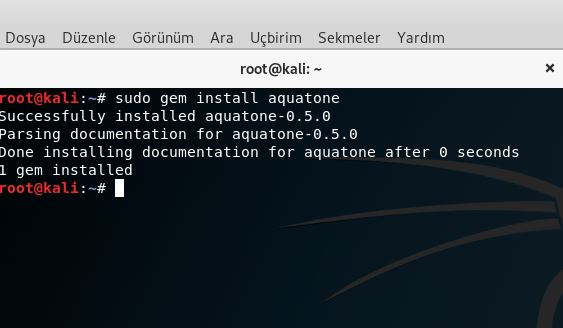 Dosya Düzenle Görünüm Ara Uçbirim Sekmeler Yardım
root@kali: ~ ×
root@kali:~# sudo gem install aquatone
Successfully installed aquatone-0.5.0
Parsing documentation for aquatone-0.5.0
Done installing documentation for aquatone after 0 seconds
1 gem installed
root@kali:~#